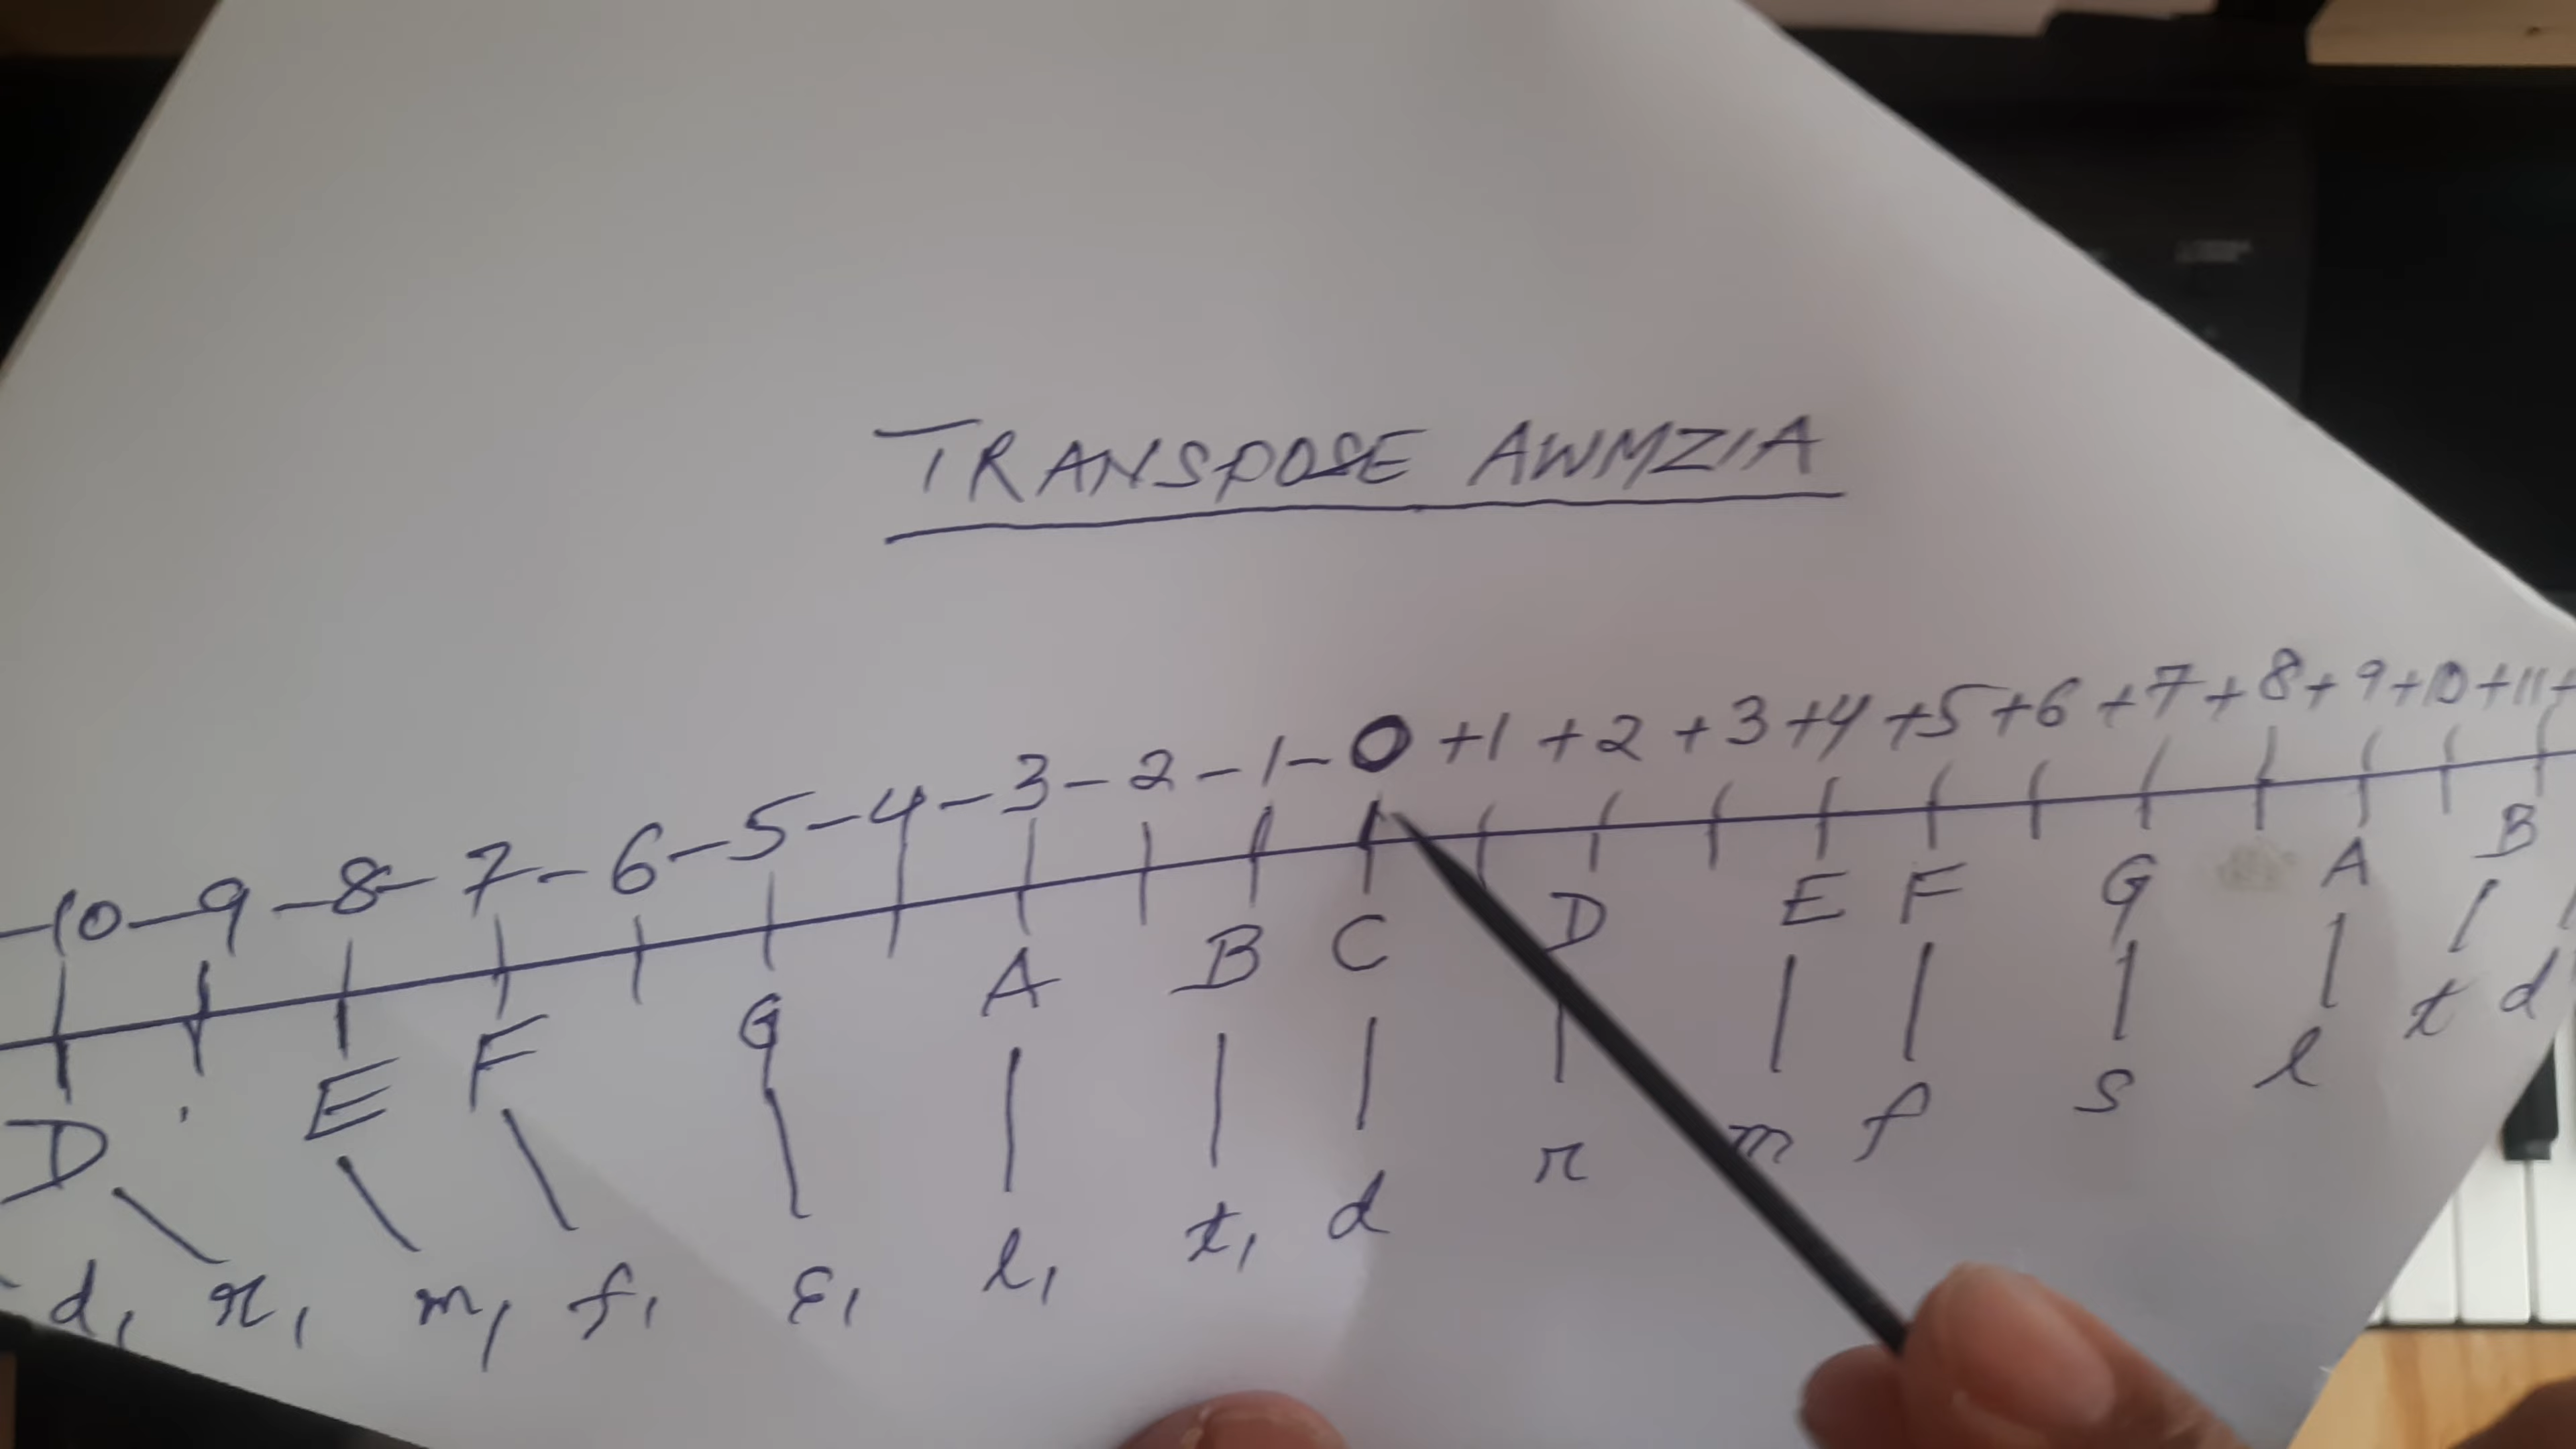 TRANSPOSE AWMZIA
-10 -9 -8 -7 -6 -5 -4 -3 -2 -1 -0 +1 +2 +3 +4 +5 +6 +7 +8 +9 +10 +11 +
D E F G A B C D E F G A B
d, r, m, f, s, l, t, d r m f s l t d